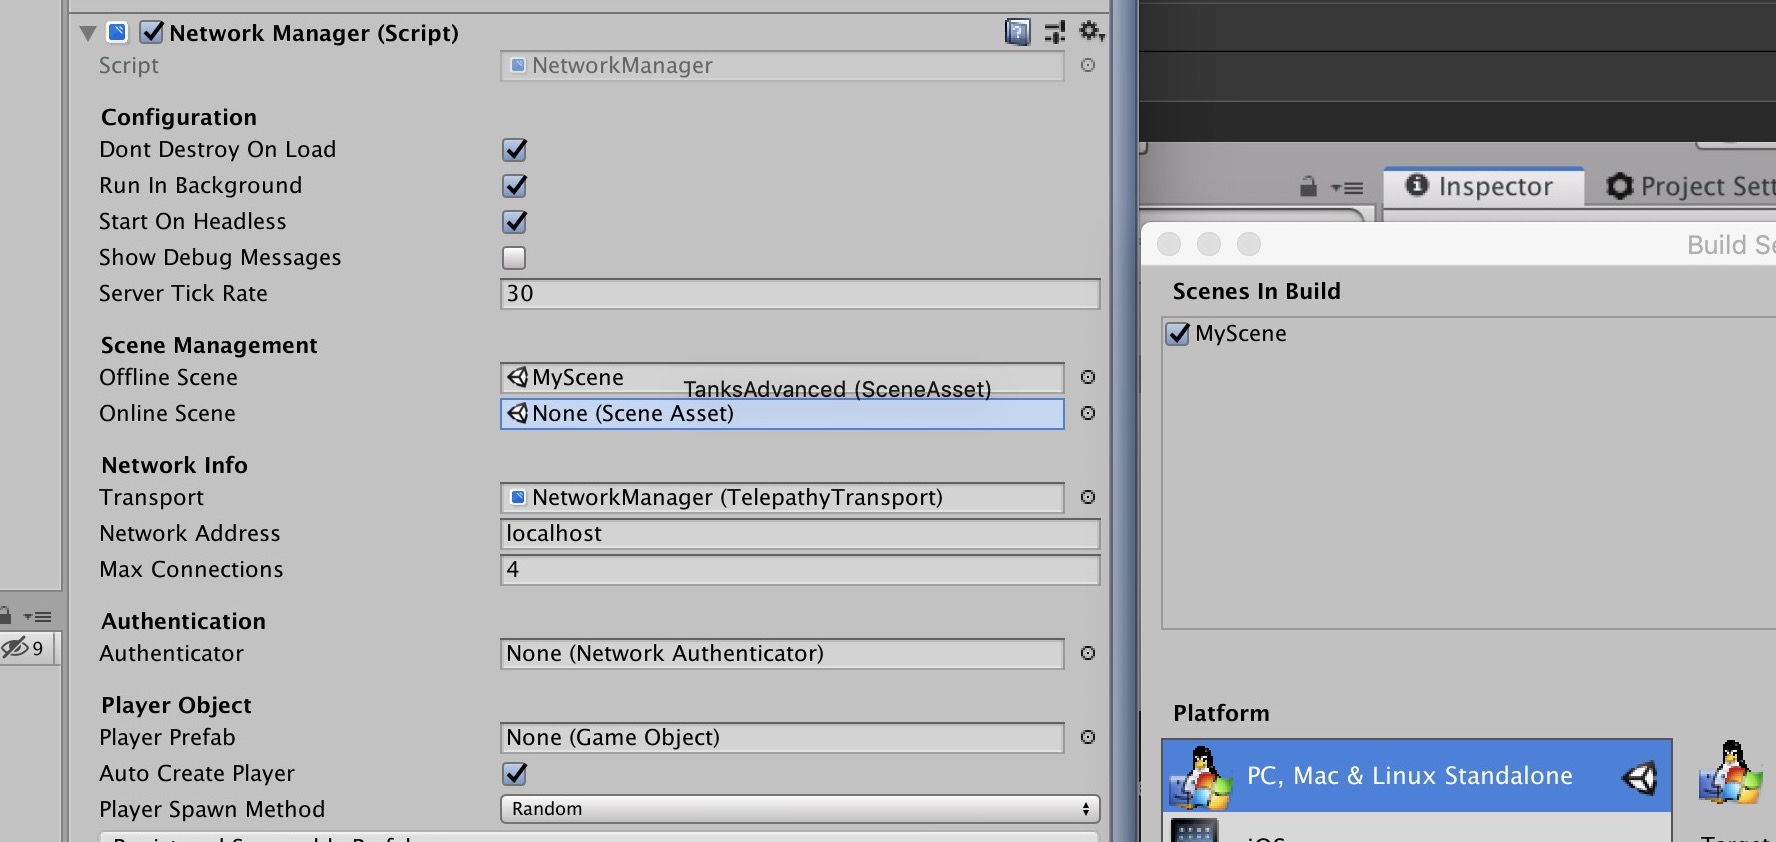 Network Manager (Script)
Script
NetworkManager
Configuration
Dont Destroy On Load
Run In Background
Start On Headless
Show Debug Messages
Server Tick Rate
30
Scene Management
Offline Scene
MyScene
TanksAdvanced (SceneAsset)
Online Scene
None (Scene Asset)
Network Info
Transport
NetworkManager (TelepathyTransport)
Network Address
localhost
Max Connections
4
Authentication
Authenticator
None (Network Authenticator)
Player Object
Player Prefab
None (Game Object)
Auto Create Player
Player Spawn Method
Random
9
Inspector
Project Sett
Build Se
Scenes In Build
MyScene
Platform
PC, Mac & Linux Standalone
iOS
Target